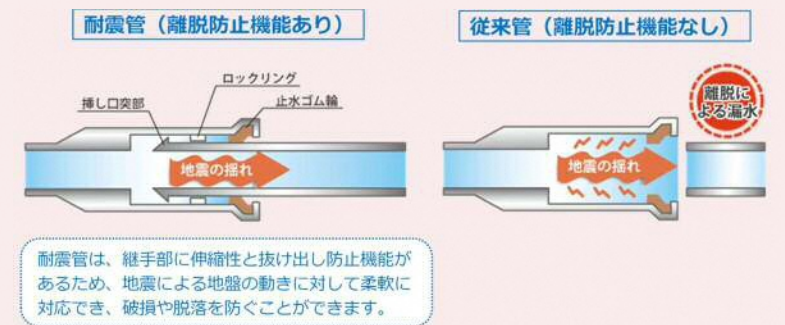 耐震管（離脱防止機能あり）
従来管（離脱防止機能なし）
ロックリング
挿し口突部
止水ゴム輪
離脱に
よる漏水
地震の揺れ
地震の揺れ
耐震管は、継手部に伸縮性と抜け出し防止機能が
あるため、地震による地盤の動きに対して柔軟に
対応でき、破損や脱落を防ぐことができます。